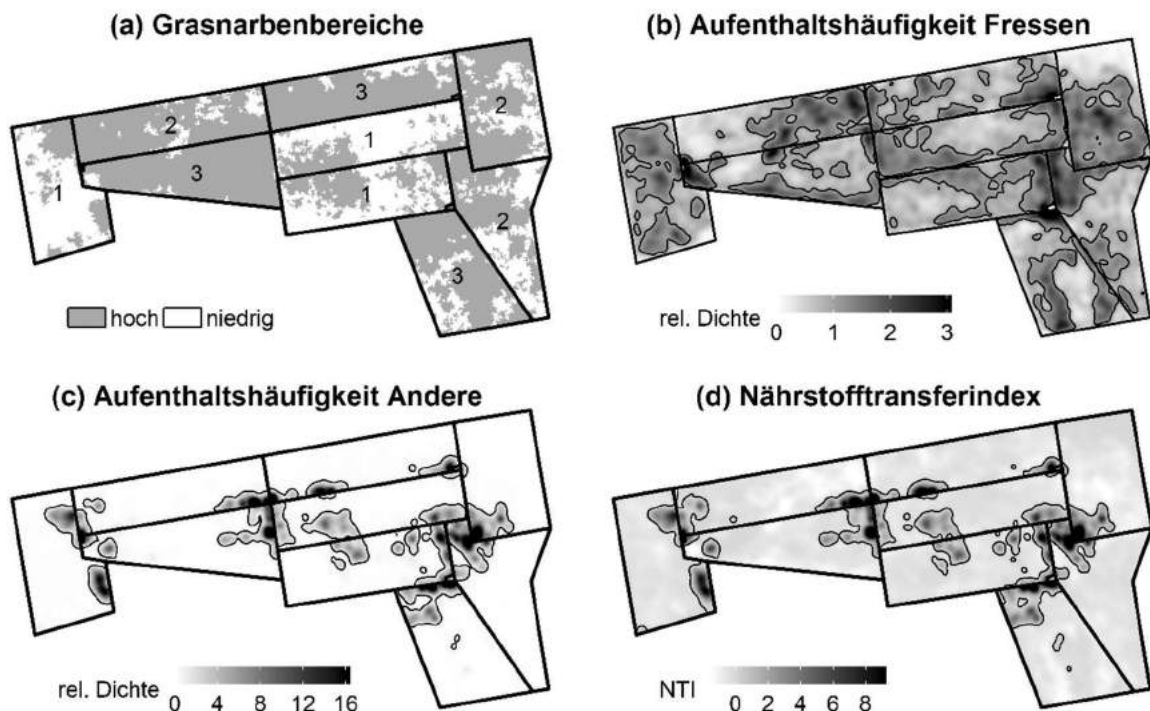 (a) Grasnarbenbereiche
2
3
2
1
3
1
1
2
3
hoch niedrig
(b) Aufenthaltshäufigkeit Fressen
rel. Dichte
0 1 2 3
(c) Aufenthaltshäufigkeit Andere
rel. Dichte
0 4 8 12 16
(d) Nährstofftransferindex
NTI
0 2 4 6 8